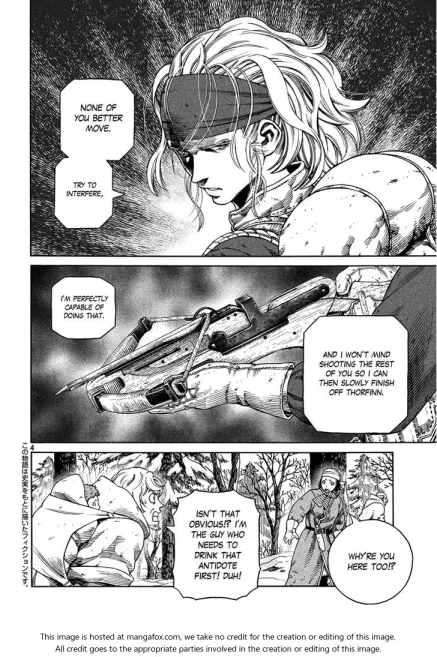 NONE OF
YOU BETTER
MOVE.
TRY TO
INTERFERE,
I'M PERFECTLY
CAPABLE OF
DOING THAT.
AND I WON'T MIND
SHOOTING THE REST
OF YOU SO I CAN
THEN SLOWLY FINISH
OFF THORFINN.
4
この物語は史実をもとに描いたフィクションです。
WHY'RE YOU
HERE TOO!?
ISN'T THAT
OBVIOUS!? I'M
THE GUY WHO
NEEDS TO
DRINK THAT
ANTIDOTE
FIRST! DUH!
This image is hosted at mangafox.com, we take no credit for the creation or editing of this image.
All credit goes to the appropriate parties involved in the creation or editing of this image.